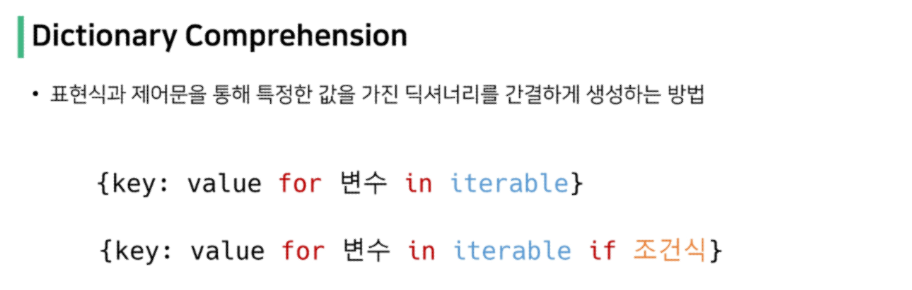 Dictionary Comprehension
• 표현식과 제어문을 통해 특정한 값을 가진 딕셔너리를 간결하게 생성하는 방법
{key: value for 변수 in iterable}
{key: value for 변수 in iterable if 조건식}